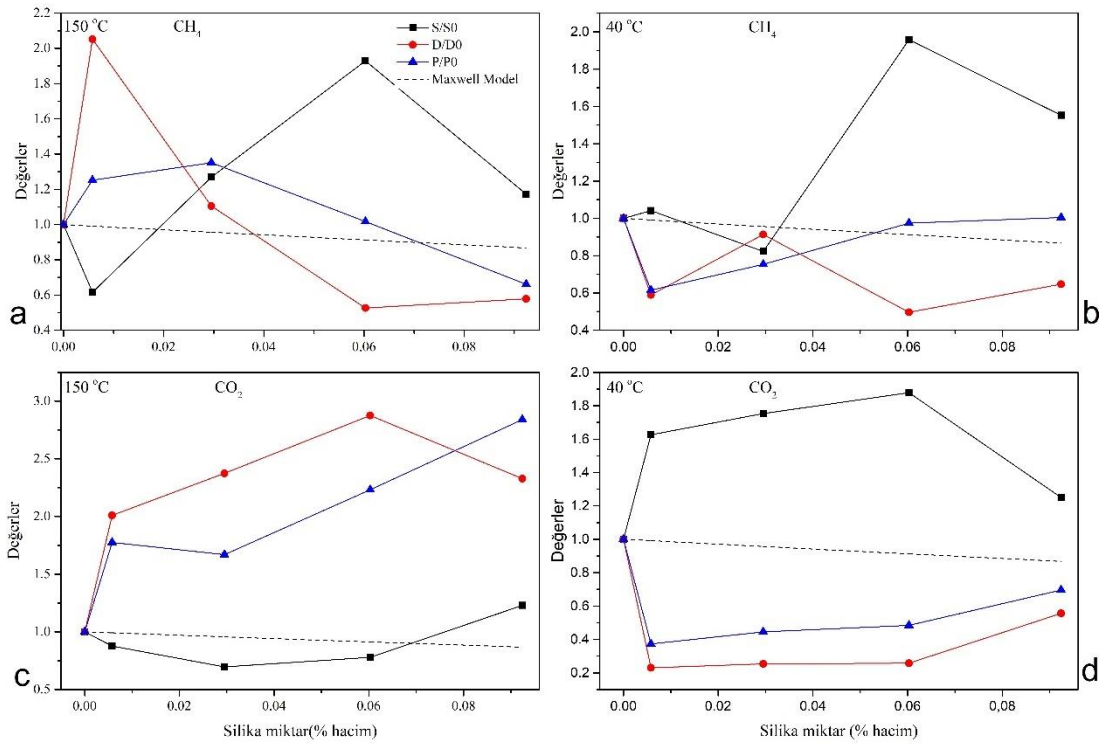 150 °C CH₄
S/S0
D/D0
P/P0
Maxwell Model
Değerler
2.2
2.0
1.8
1.6
1.4
1.2
1.0
0.8
0.6
0.4
0.00 0.02 0.04 0.06 0.08
a
40 °C CH₄
Değerler
2.0
1.8
1.6
1.4
1.2
1.0
0.8
0.6
0.4
0.00 0.02 0.04 0.06 0.08
b
150 °C CO₂
Değerler
3.0
2.5
2.0
1.5
1.0
0.5
0.00 0.02 0.04 0.06 0.08
Silika miktar(% hacim)
c
40 °C CO₂
Değerler
2.0
1.8
1.6
1.4
1.2
1.0
0.8
0.6
0.4
0.2
0.00 0.02 0.04 0.06 0,08
Silika miktar(% hacim)
d